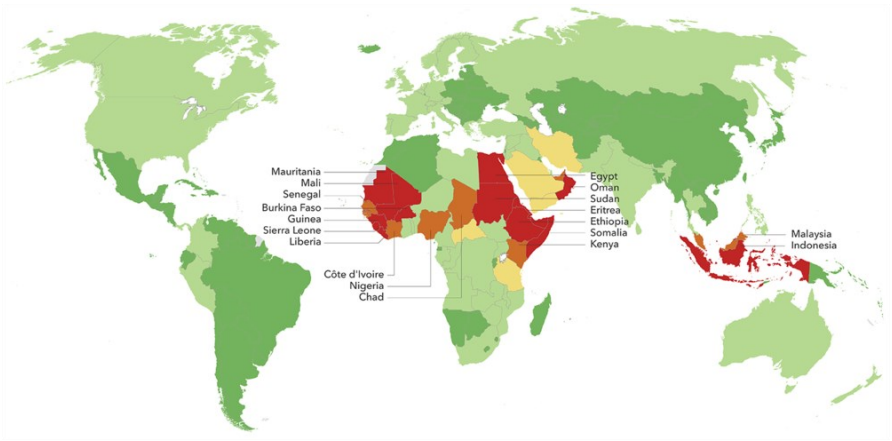 Mauritania
Mali
Senegal
Burkina Faso
Guinea
Sierra Leone
Liberia
Côte d'Ivoire
Nigeria
Chad
Egypt
Oman
Sudan
Eritrea
Ethiopia
Somalia
Kenya
Malaysia
Indonesia